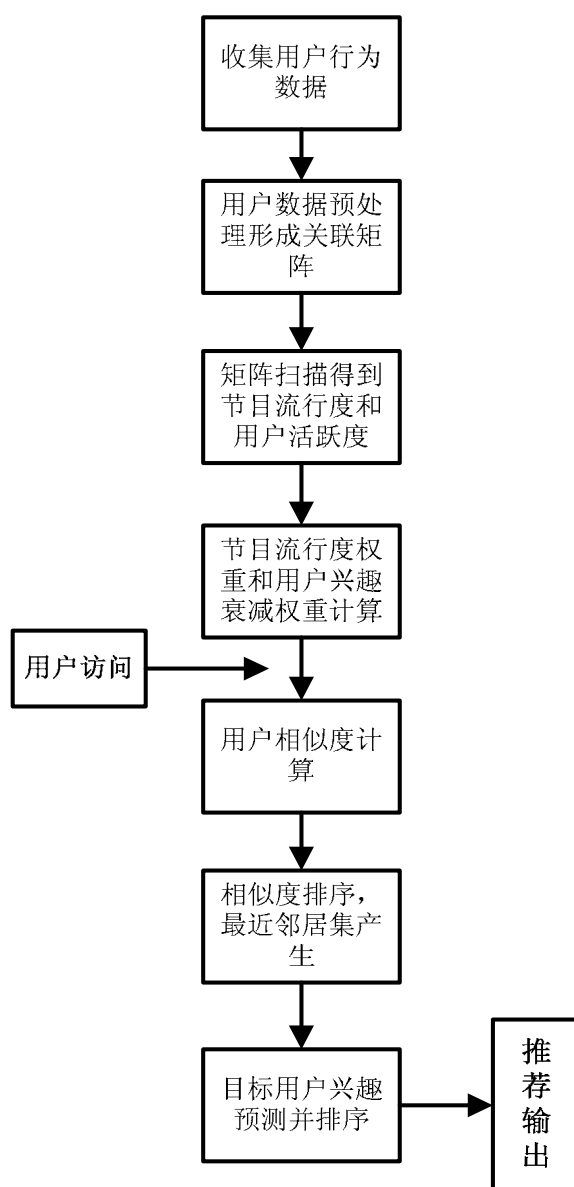 收集用户行为
数据
用户数据预处
理形成关联矩
阵
矩阵扫描得到
节目流行度和
用户活跃度
节目流行度权
重和用户兴趣
衰减权重计算
用户访问
用户相似度计
算
相似度排序，
最近邻居集产
生
目标用户兴趣
预测并排序
推
荐
输
出